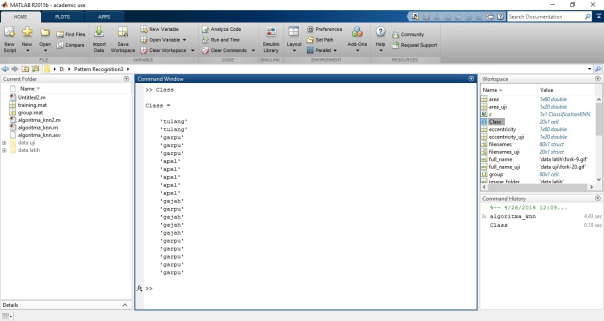 MATLAB R2015b - academic use
HOME PLOTS APPS
Search Documentation
New Script New Open Find Files Compare Import Data Save Workspace New Variable Open Variable Clear Workspace Analyze Code Run and Time Clear Commands Simulink Library Layout Preferences Set Path Parallel Add-Ons Help Community Request Support
FILE VARIABLE CODE SIMULINK ENVIRONMENT RESOURCES
D: Pattern Recognition3
Current Folder
Name
Untitled2.m
training.mat
group.mat
algoritma_knn2.m
algoritma_knn.m
algoritma_knn.asv
data uji
data latih
Details
Command Window
>> Class
Class =
'tulang'
'tulang'
'garpu'
'garpu'
'garpu'
'apel'
'apel'
'apel'
'apel'
'apel'
'gajah'
'garpu'
'gajah'
'gajah'
'gajah'
'garpu'
'garpu'
'garpu'
'garpu'
'garpu'
fx >>
Workspace
Name Value
area 1x80 double
area_uji 1x20 double
c 1x1 ClassificationKNN
Class 20x1 cell
eccentricity 1x80 double
eccentricity_uji 1x20 double
filenames 80x1 struct
filenames_uji 20x1 struct
full_name 'data latih\fork-9.gif'
full_name_uji 'data uji\fork-20.gif'
group 80x1 cell
image_folder 'data latih'
Command History
%-- 4/26/2016 12:09...
3x algoritma_knn 4.43 sec
Class 0.18 sec